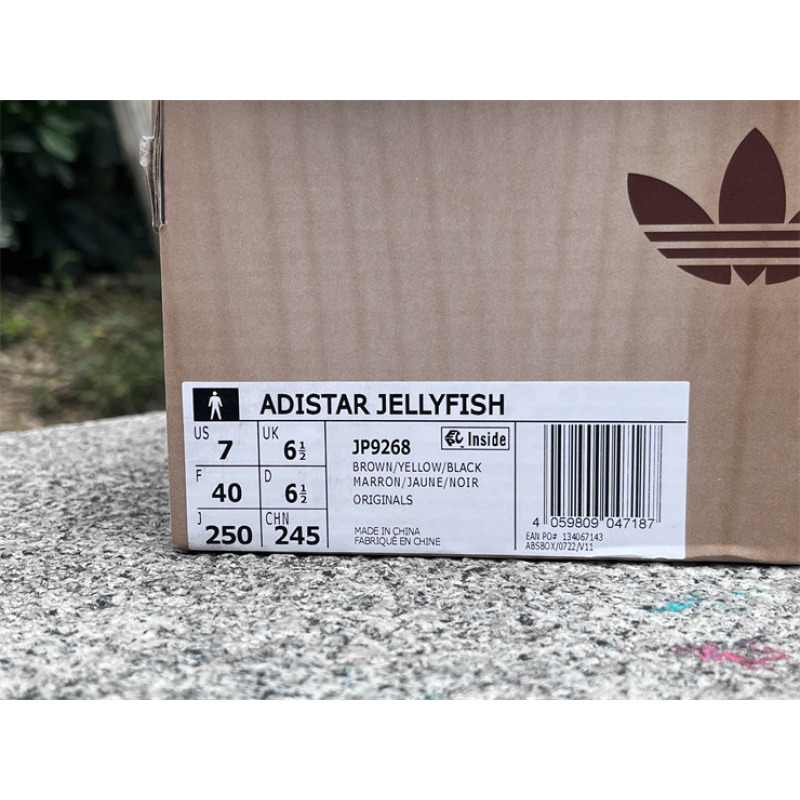 ADISTAR JELLYFISH
US 7 UK 6½
F 40 D 6½
J 250 CHN 245
JP9268
Inside
BROWN/YELLOW/BLACK
MARRON/JAUNE/NOIR
ORIGINALS
MADE IN CHINA
FABRIQUÉ EN CHINE
4 059809 047187
EAN PO# 134067143
ABSBOX/0722/V11